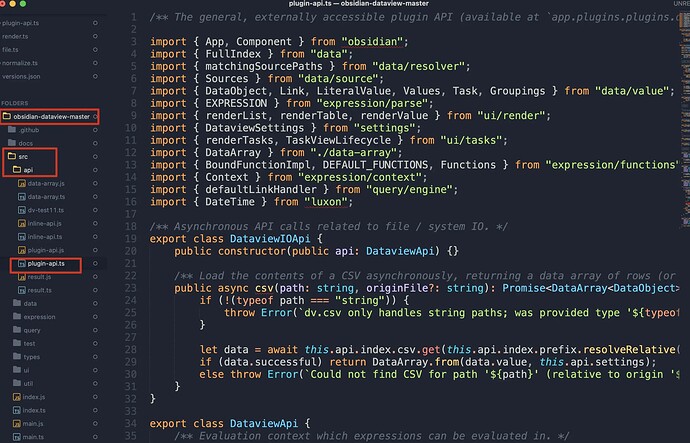 plugin-api.ts — obsidian-dataview-master
UNRE
plugin-api.ts
render.ts
file.ts
normalize.ts
versions.json
FOLDERS
obsidian-dataview-master
.github
docs
src
api
data-array.js
data-array.ts
dv-test11.ts
inline-api.js
inline-api.ts
plugin-api.js
plugin-api.ts
result.js
result.ts
data
expression
query
test
types
ui
util
index.js
index.ts
main.js
main.ts
1 /** The general, externally accessible plugin API (available at `app.plugins.plugins.
2
3 import { App, Component } from "obsidian";
4 import { FullIndex } from "data";
5 import { matchingSourcePaths } from "data/resolver";
6 import { Sources } from "data/source";
7 import { DataObject, Link, LiteralValue, Values, Task, Groupings } from "data/value";
8 import { EXPRESSION } from "expression/parse";
9 import { renderList, renderTable, renderValue } from "ui/render";
10 import { DataviewSettings } from "settings";
11 import { renderTasks, TaskViewLifecycle } from "ui/tasks";
12 import { DataArray } from "./data-array";
13 import { BoundFunctionImpl, DEFAULT_FUNCTIONS, Functions } from "expression/functions"
14 import { Context } from "expression/context";
15 import { defaultLinkHandler } from "query/engine";
16 import { DateTime } from "luxon";
17
18 /** Asynchronous API calls related to file / system IO. */
19 export class DataviewIOApi {
20 public constructor(public api: DataviewApi) {}
21
22 /** Load the contents of a CSV asynchronously, returning a data array of rows (or
23 public async csv(path: string, originFile?: string): Promise<DataArray<DataObject>
24 if (!(typeof path === "string")) {
25 throw Error(`dv.csv only handles string paths; was provided type '${typeof
26 }
27
28 let data = await this.api.index.csv.get(this.api.index.prefix.resolveRelative(
29 if (data.successful) return DataArray.from(data.value, this.api.settings);
30 else throw Error(`Could not find CSV for path '${path}' (relative to origin '$
31 }
32 }
33
34 export class DataviewApi {
35 /** Evaluation context which expressions can be evaluated in. */